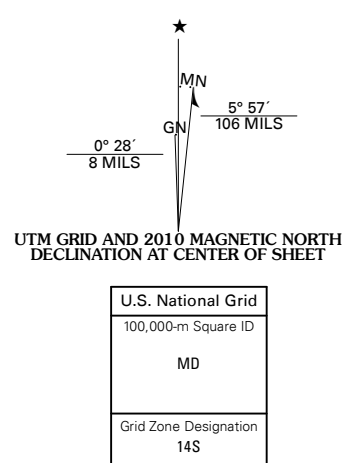 ★
MN
GN
5° 57´
106 MILS
0° 28´
8 MILS
UTM GRID AND 2010 MAGNETIC NORTH
DECLINATION AT CENTER OF SHEET
U.S. National Grid
100,000-m Square ID
MD
Grid Zone Designation
14S